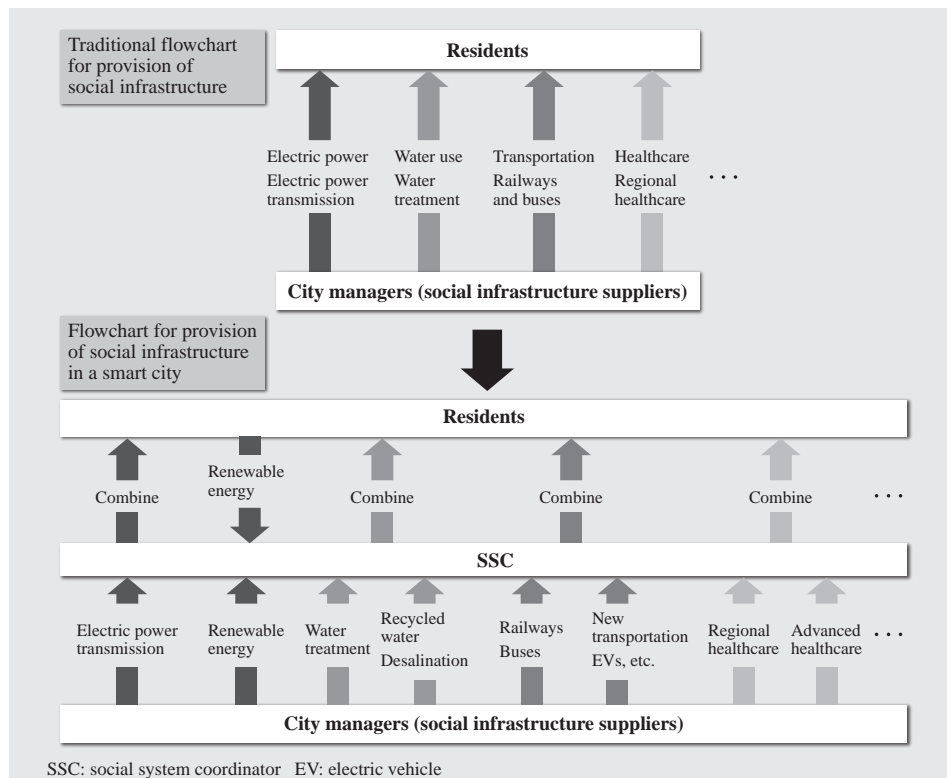 Traditional flowchart
for provision of
social infrastructure
Residents
Electric power
Electric power
transmission
Water use
Water
treatment
Transportation
Railways
and buses
Healthcare
Regional
healthcare
. . .
City managers (social infrastructure suppliers)
Flowchart for provision
of social infrastructure
in a smart city
Residents
Combine
Renewable
energy
Combine
Combine
Combine
. . .
SSC
Electric power
transmission
Renewable
energy
Water
treatment
Recycled
water
Desalination
Railways
Buses
New
transportation
EVs, etc.
Regional
healthcare
Advanced
healthcare
. . .
City managers (social infrastructure suppliers)
SSC: social system coordinator EV: electric vehicle